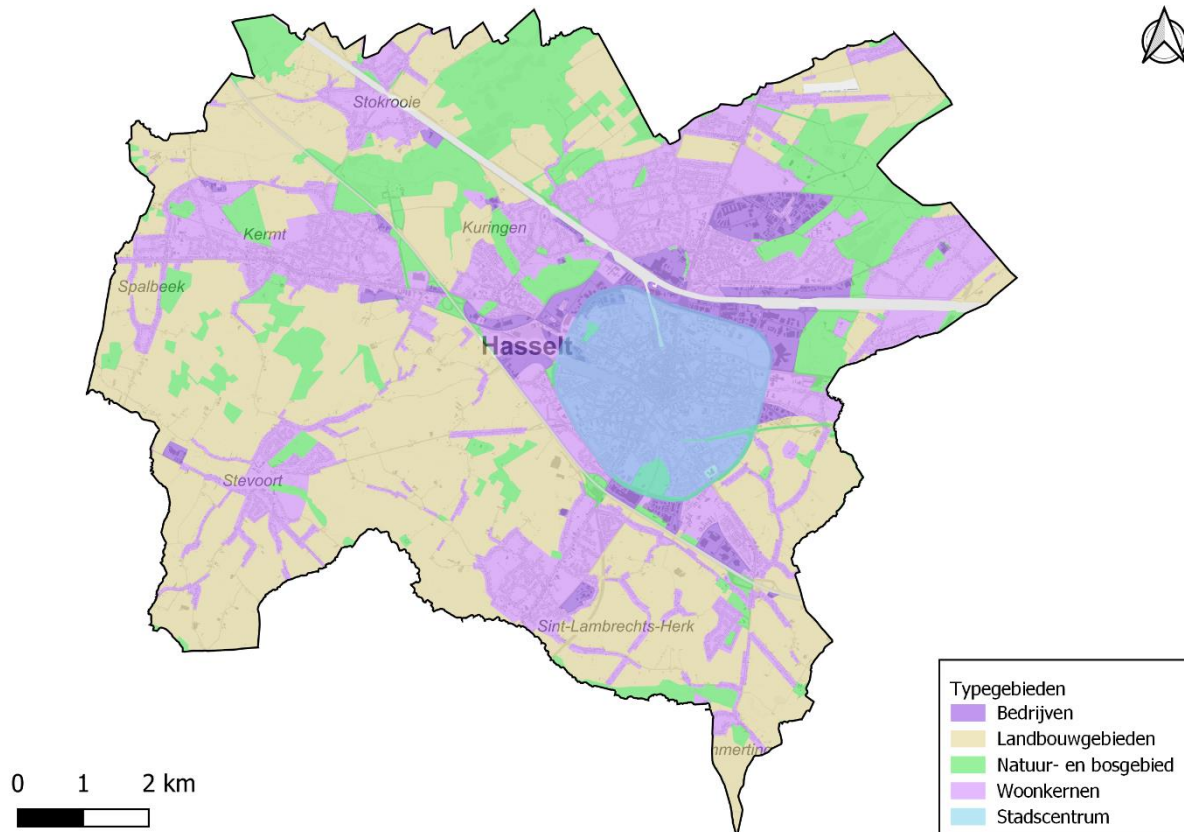 Stokrooie
Kermt
Kuringen
Spalbeek
Hasselt
Stevoort
Sint-Lambrechts-Herk
mmerting
0 1 2 km
Typegebieden
Bedrijven
Landbouwgebieden
Natuur- en bosgebied
Woonkernen
Stadscentrum